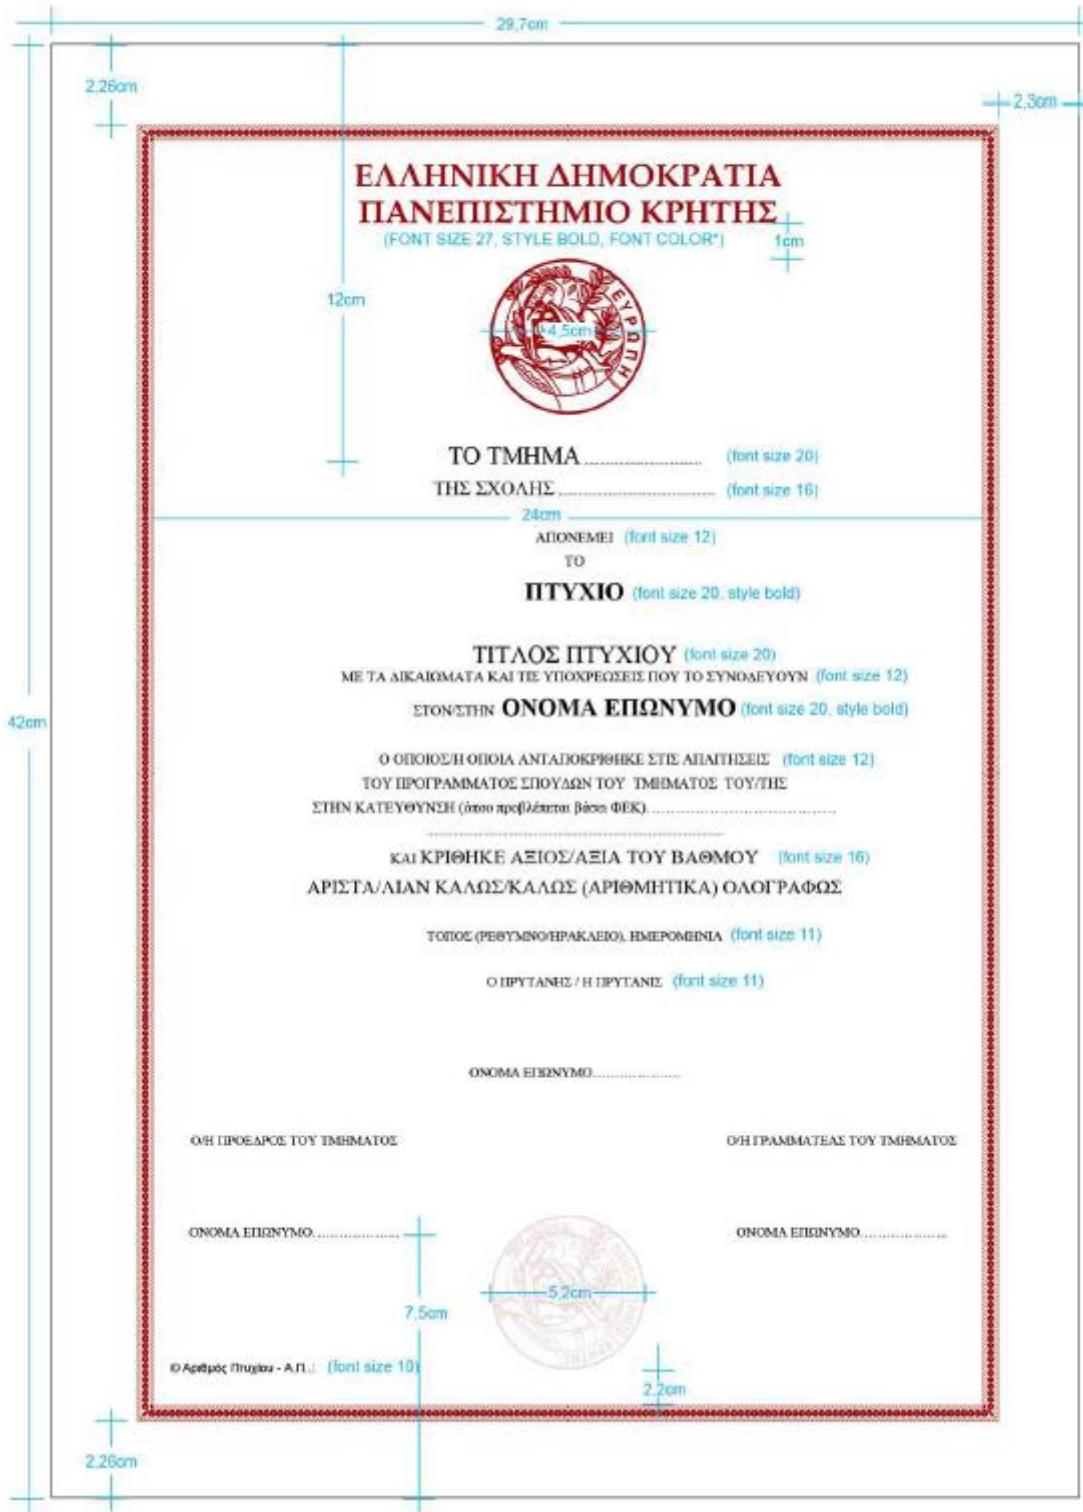 29,7cm
2,26cm
2,3cm
ΕΛΛΗΝΙΚΗ ΔΗΜΟΚΡΑΤΙΑ
ΠΑΝΕΠΙΣΤΗΜΙΟ ΚΡΗΤΗΣ
(FONT SIZE 27, STYLE BOLD, FONT COLOR*)
1cm
12cm
ΕΥΡΩΠΗ
4,5cm
ΤΟ ΤΜΗΜΑ.......................... (font size 20)
ΤΗΣ ΣΧΟΛΗΣ................................... (font size 16)
24cm
ΑΠΟΝΕΜΕΙ (font size 12)
ΤΟ
ΠΤΥΧΙΟ (font size 20, style bold)
ΤΙΤΛΟΣ ΠΤΥΧΙΟΥ (font size 20)
ΜΕ ΤΑ ΔΙΚΑΙΩΜΑΤΑ ΚΑΙ ΤΙΣ ΥΠΟΧΡΕΩΣΕΙΣ ΠΟΥ ΤΟ ΣΥΝΟΔΕΥΟΥΝ (font size 12)
ΣΤΟΝ/ΣΤΗΝ ΟΝΟΜΑ ΕΠΩΝΥΜΟ (font size 20, style bold)
42cm
Ο ΟΠΟΙΟΣ/Η ΟΠΟΙΑ ΑΝΤΑΠΟΚΡΙΘΗΚΕ ΣΤΙΣ ΑΠΑΙΤΗΣΕΙΣ (font size 12)
ΤΟΥ ΠΡΟΓΡΑΜΜΑΤΟΣ ΣΠΟΥΔΩΝ ΤΟΥ ΤΜΗΜΑΤΟΣ ΤΟΥ/ΤΗΣ
ΣΤΗΝ ΚΑΤΕΥΘΥΝΣΗ (όπου προβλέπεται βάσει ΦΕΚ)..........................................
.................................................................
ΚΑΙ ΚΡΙΘΗΚΕ ΑΞΙΟΣ/ΑΞΙΑ ΤΟΥ ΒΑΘΜΟΥ (font size 16)
ΑΡΙΣΤΑ/ΛΙΑΝ ΚΑΛΩΣ/ΚΑΛΩΣ (ΑΡΙΘΜΗΤΙΚΑ) ΟΛΟΓΡΑΦΩΣ
ΤΟΠΟΣ (ΡΕΘΥΜΝΟ/ΗΡΑΚΛΕΙΟ), ΗΜΕΡΟΜΗΝΙΑ (font size 11)
Ο ΠΡΥΤΑΝΗΣ / Η ΠΡΥΤΑΝΙΣ (font size 11)
ΟΝΟΜΑ ΕΠΩΝΥΜΟ....................
Ο/Η ΠΡΟΕΔΡΟΣ ΤΟΥ ΤΜΗΜΑΤΟΣ
Ο/Η ΓΡΑΜΜΑΤΕΑΣ ΤΟΥ ΤΜΗΜΑΤΟΣ
ΟΝΟΜΑ ΕΠΩΝΥΜΟ....................
ΟΝΟΜΑ ΕΠΩΝΥΜΟ....................
5,2cm
7,5cm
© Αριθμός Πτυχίου - Α.Π..: (font size 10)
2,2cm
2,26cm